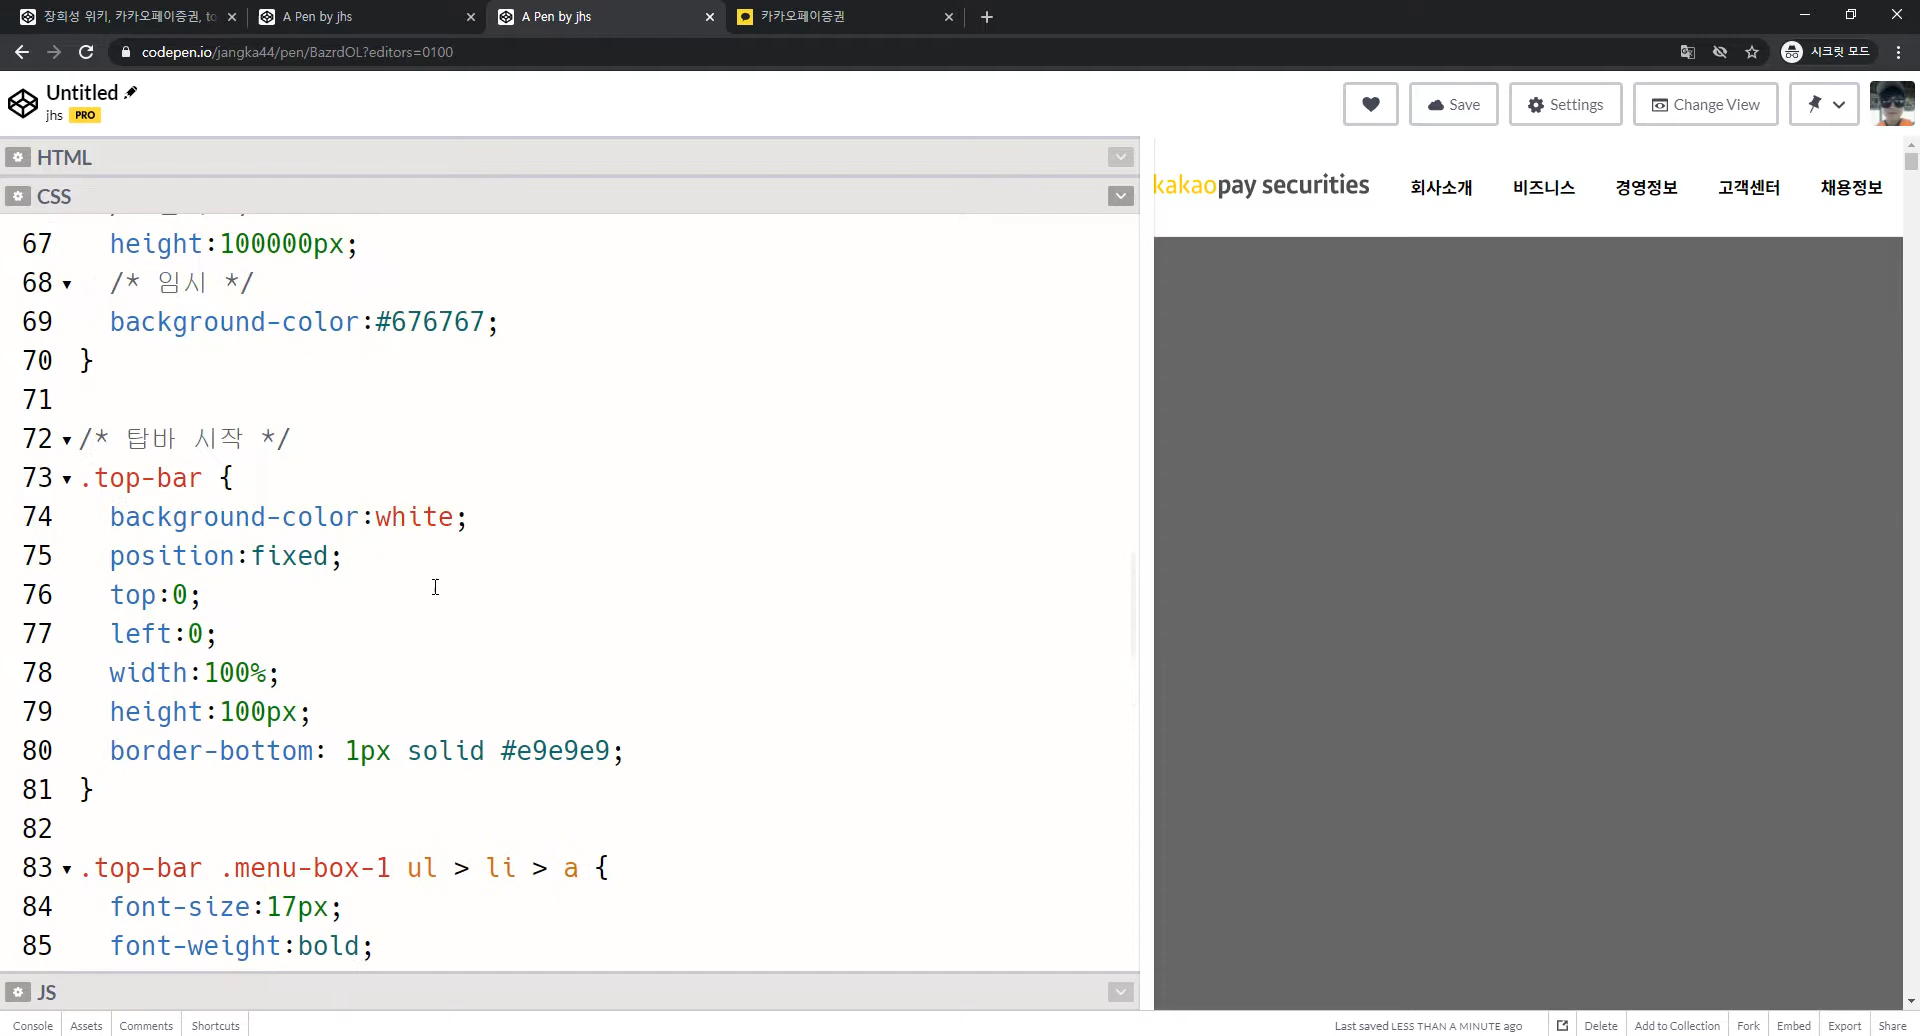 장희성 위키, 카카오페이증권, to
A Pen by jhs
A Pen by jhs
카카오페이증권
codepen.io/jangka44/pen/BazrdOL?editors=0100
시크릿 모드
Untitled
jhs PRO
Save
Settings
Change View
HTML
CSS
67 height:100000px;
68 /* 임시 */
69 background-color:#676767;
70 }
71
72 /* 탑바 시작 */
73 .top-bar {
74 background-color:white;
75 position:fixed;
76 top:0;
77 left:0;
78 width:100%;
79 height:100px;
80 border-bottom: 1px solid #e9e9e9;
81 }
82
83 .top-bar .menu-box-1 ul > li > a {
84 font-size:17px;
85 font-weight:bold;
JS
kakaopay securities 회사소개 비즈니스 경영정보 고객센터 채용정보
Console Assets Comments Shortcuts
Last saved LESS THAN A MINUTE ago Delete Add to Collection Fork Embed Export Share